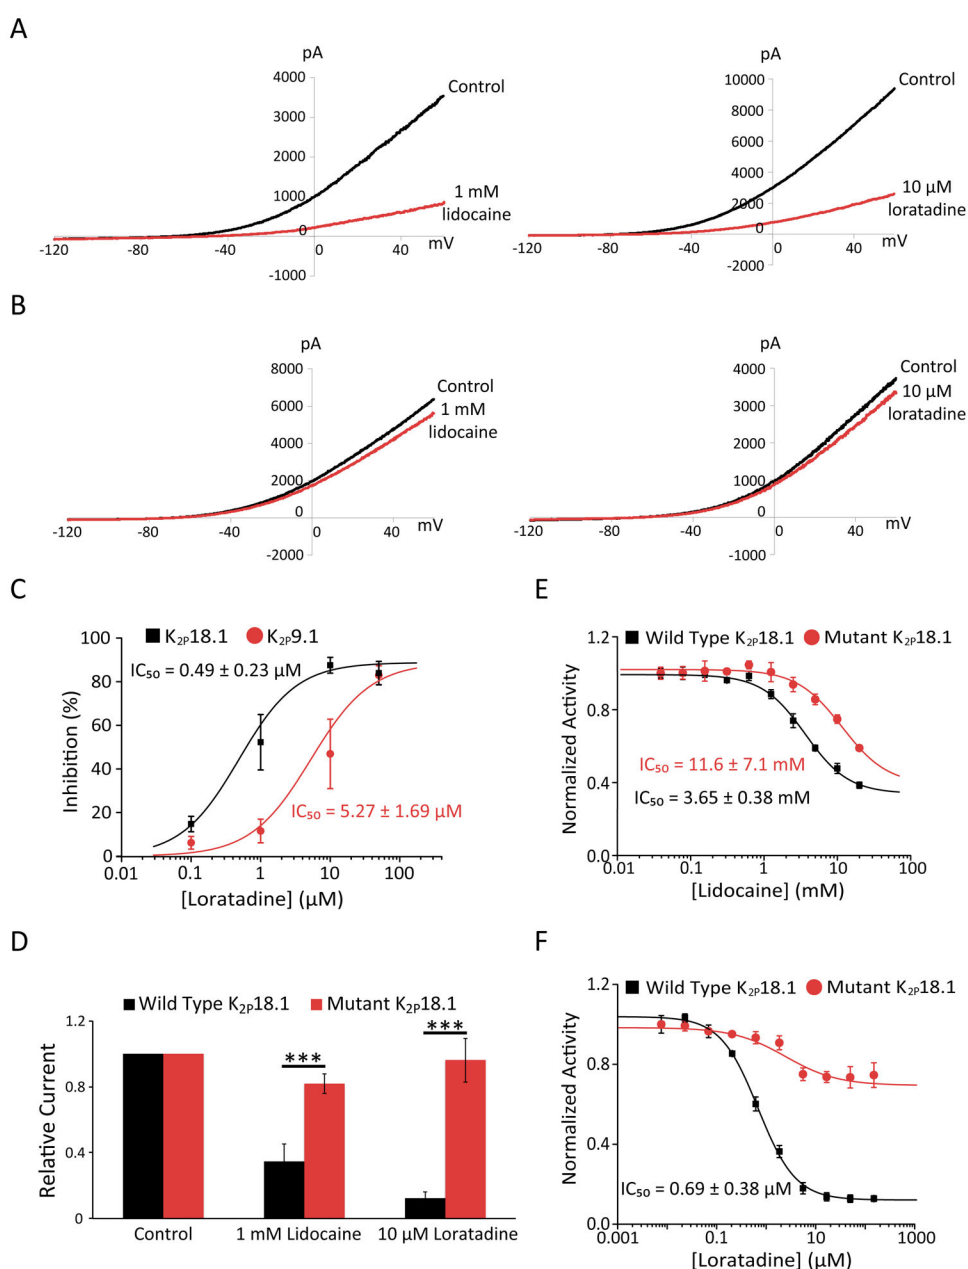 A
pA
4000
3000
2000
1000
0
-1000
-120
-80
-40
0
40
mV
Control
1 mM
lidocaine
pA
10000
8000
6000
4000
2000
0
-2000
-120
-80
-40
0
40
mV
Control
10 µM
loratadine
B
pA
8000
6000
4000
2000
0
-2000
-120
-80
-40
0
40
mV
Control
1 mM
lidocaine
pA
4000
3000
2000
1000
0
-1000
-120
-80
-40
0
40
mV
Control
10 µM
loratadine
C
K₂P18.1 K₂P9.1
IC₅₀ = 0.49 ± 0.23 µM
IC₅₀ = 5.27 ± 1.69 µM
Inhibition (%)
100
80
60
40
20
0
0.01 0.1 1 10 100
[Loratadine] (µM)
E
Wild Type K₂P18.1 Mutant K₂P18.1
IC₅₀ = 11.6 ± 7.1 mM
IC₅₀ = 3.65 ± 0.38 mM
Normalized Activity
1.2
0.8
0.4
0.0
0.01 0.1 1 10 100
[Lidocaine] (mM)
D
Wild Type K₂P18.1 Mutant K₂P18.1
Relative Current
1.2
0.8
0.4
0
***
***
Control 1 mM Lidocaine 10 µM Loratadine
F
Wild Type K₂P18.1 Mutant K₂P18.1
IC₅₀ = 0.69 ± 0.38 µM
Normalized Activity
1.2
0.8
0.4
0.0
0.001 0.1 10 1000
[Loratadine] (µM)